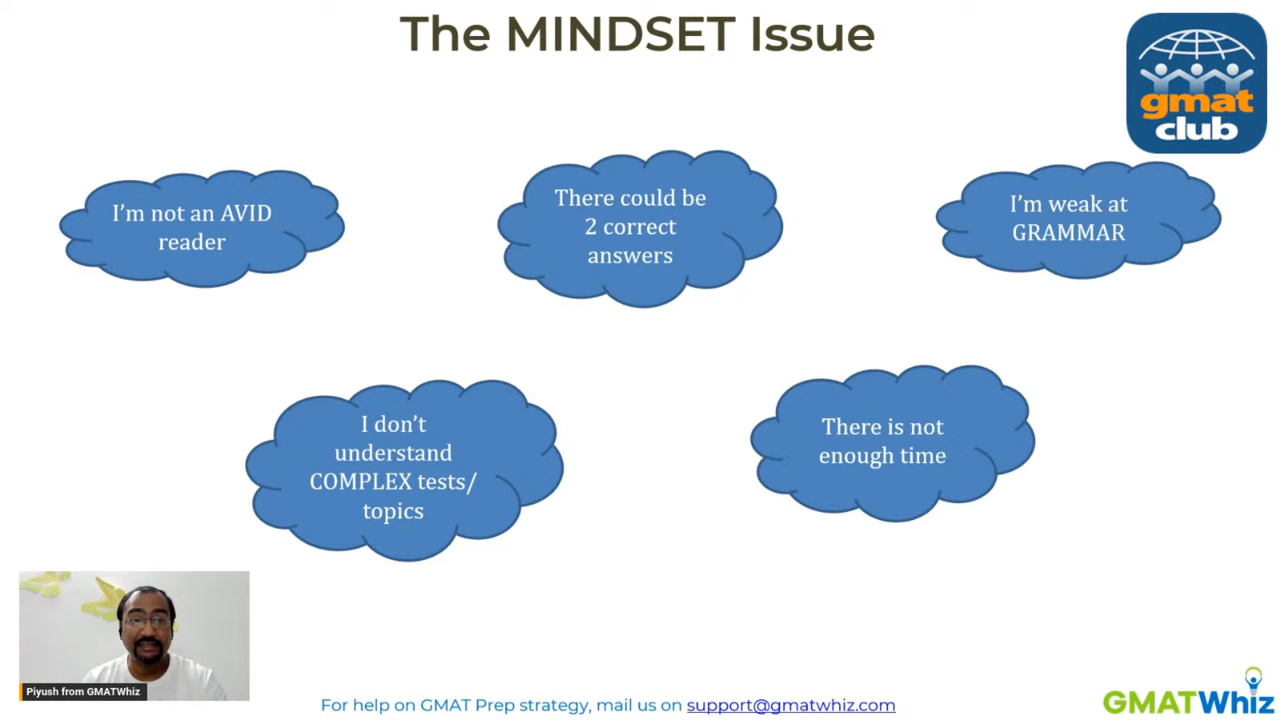 The MINDSET Issue
gmat
club
I'm not an AVID
reader
There could be
2 correct
answers
I'm weak at
GRAMMAR
I don't
understand
COMPLEX tests/
topics
There is not
enough time
Piyush from GMATWhiz
For help on GMAT Prep strategy, mail us on support@gmatwhiz.com
GMATWhiz